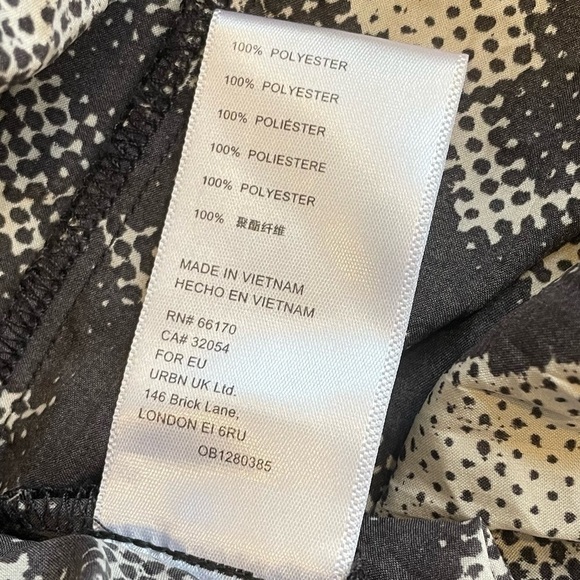 100% POLYESTER
100% POLYESTER
100% POLIÉSTER
100% POLIESTERE
100% POLYESTER
100% 聚酯纤维
MADE IN VIETNAM
HECHO EN VIETNAM
RN# 66170
CA# 32054
FOR EU
URBN UK Ltd.
146 Brick Lane,
LONDON EI 6RU
OB1280385